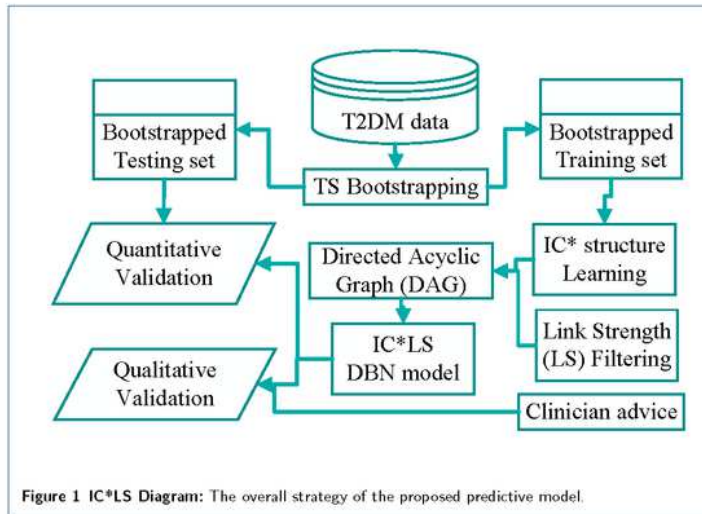 T2DM data
Bootstrapped
Testing set
Bootstrapped
Training set
TS Bootstrapping
Quantitative
Validation
Directed Acyclic
Graph (DAG)
IC* structure
Learning
IC*LS
DBN model
Link Strength
(LS) Filtering
Qualitative
Validation
Clinician advice
Figure 1 IC*LS Diagram: The overall strategy of the proposed predictive model.